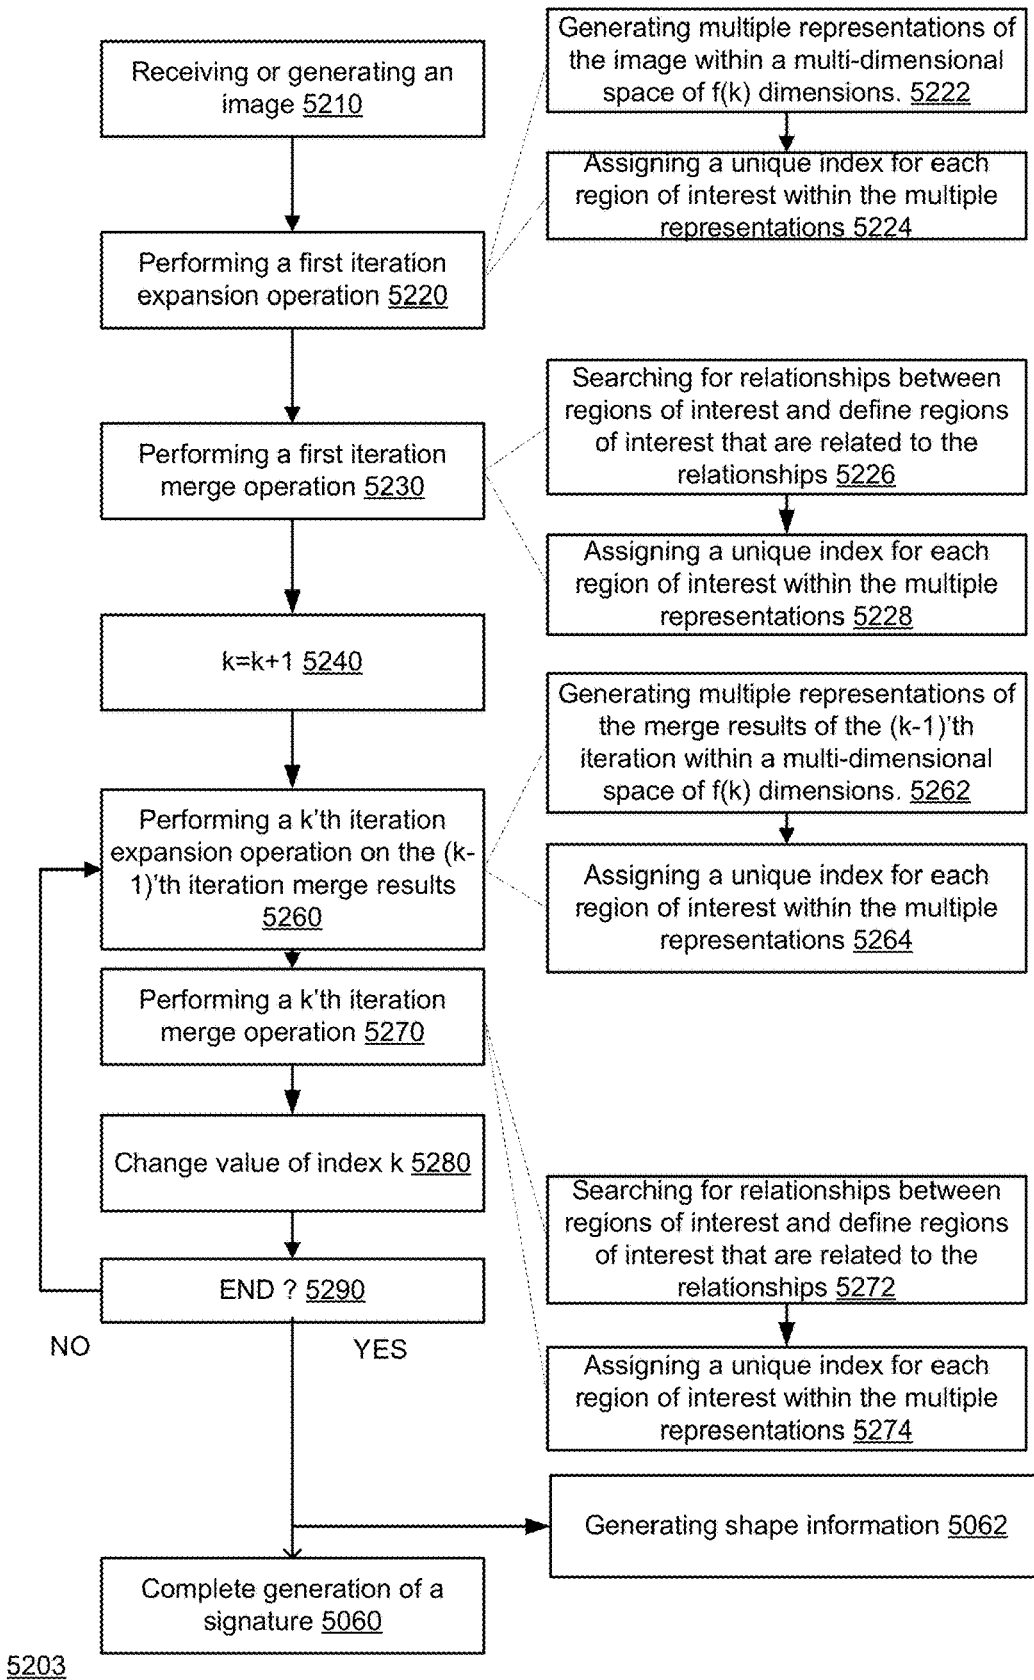 Receiving or generating an
image 5210
Generating multiple representations of
the image within a multi-dimensional
space of f(k) dimensions. 5222
Assigning a unique index for each
region of interest within the multiple
representations 5224
Performing a first iteration
expansion operation 5220
Searching for relationships between
regions of interest and define regions
of interest that are related to the
relationships 5226
Performing a first iteration
merge operation 5230
Assigning a unique index for each
region of interest within the multiple
representations 5228
k=k+1 5240
Generating multiple representations of
the merge results of the (k-1)'th
iteration within a multi-dimensional
space of f(k) dimensions. 5262
Performing a k'th iteration
expansion operation on the (k-
1)'th iteration merge results
5260
Assigning a unique index for each
region of interest within the multiple
representations 5264
Performing a k'th iteration
merge operation 5270
Change value of index k 5280
Searching for relationships between
regions of interest and define regions
of interest that are related to the
relationships 5272
END ? 5290
NO
YES
Assigning a unique index for each
region of interest within the multiple
representations 5274
Generating shape information 5062
Complete generation of a
signature 5060
5203